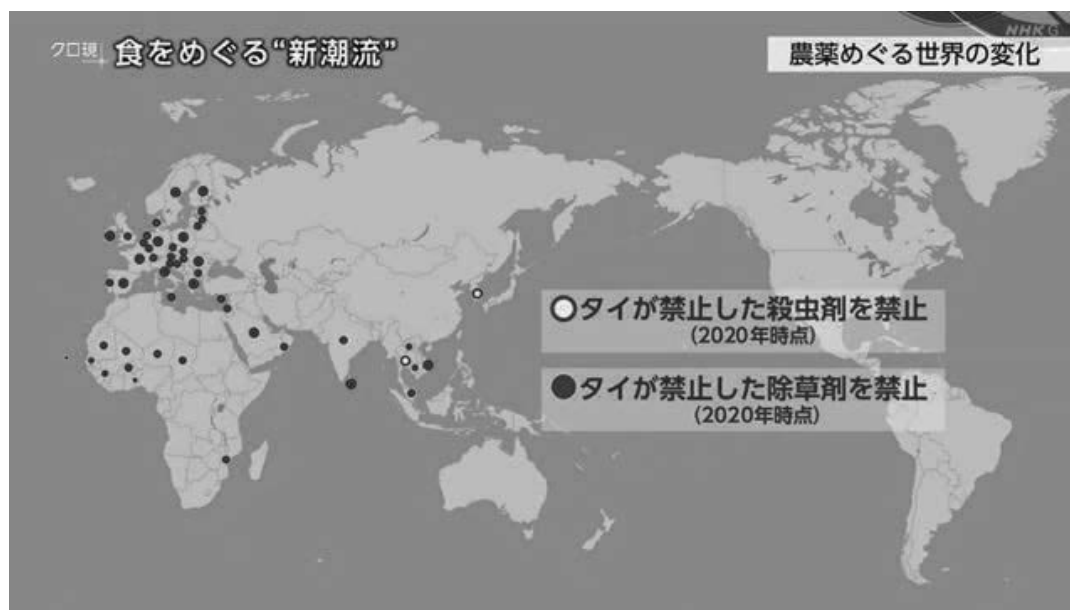 NHK G
クロ現
食をめぐる“新潮流”
農薬めぐる世界の変化
タイが禁止した殺虫剤を禁止
(2020年時点)
タイが禁止した除草剤を禁止
(2020年時点)